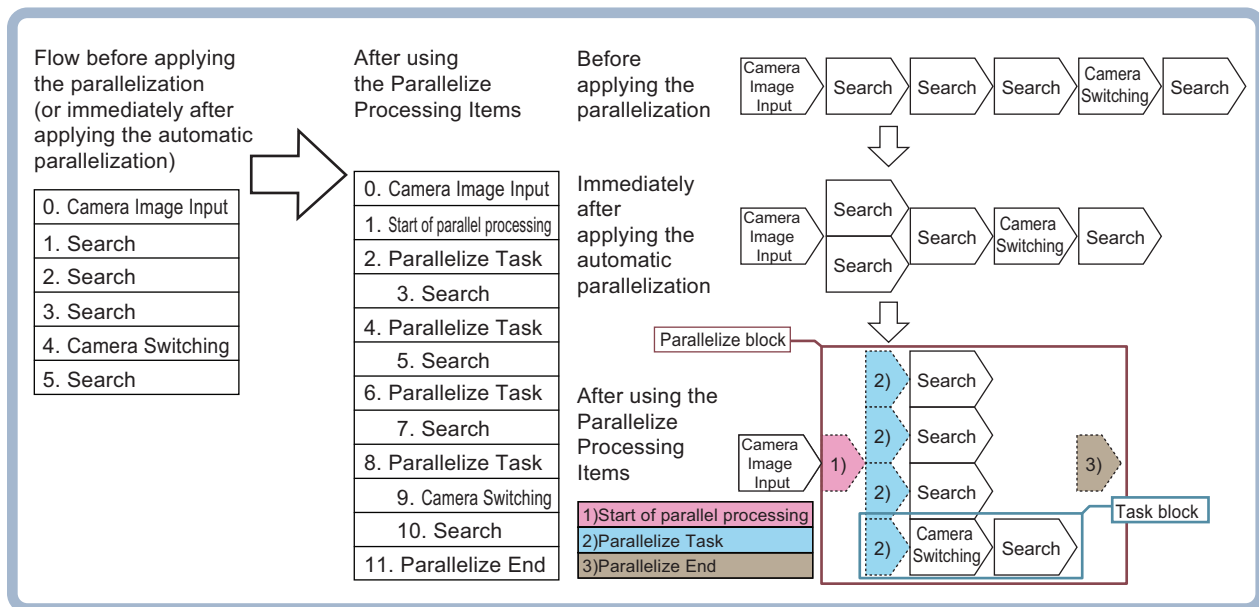 Flow before applying
the parallelization
(or immediately after
applying the automatic
parallelization)
0. Camera Image Input
1. Search
2. Search
3. Search
4. Camera Switching
5. Search
After using
the Parallelize
Processing Items
0. Camera Image Input
1. Start of parallel processing
2. Parallelize Task
3. Search
4. Parallelize Task
5. Search
6. Parallelize Task
7. Search
8. Parallelize Task
9. Camera Switching
10. Search
11. Parallelize End
Before
applying the
parallelization
Camera
Image
Input
Search
Search
Search
Camera
Switching
Search
Immediately
after
applying the
automatic
parallelization
Camera
Image
Input
Search
Search
Search
Camera
Switching
Search
Parallelize block
After using the
Parallelize
Processing
Items
Camera
Image
Input
1)
2)
Search
2)
Search
2)
Search
2)
Camera
Switching
Search
3)
Task block
1)Start of parallel processing
2)Parallelize Task
3)Parallelize End